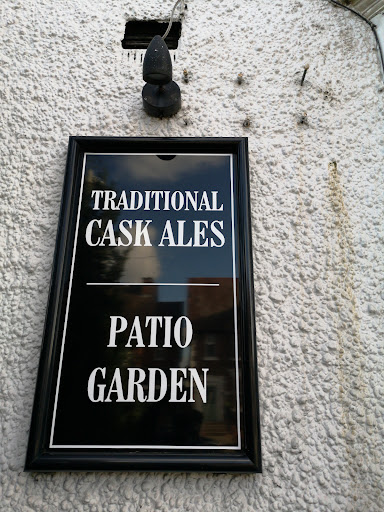 TRADITIONAL
CASK ALES
PATIO
GARDEN